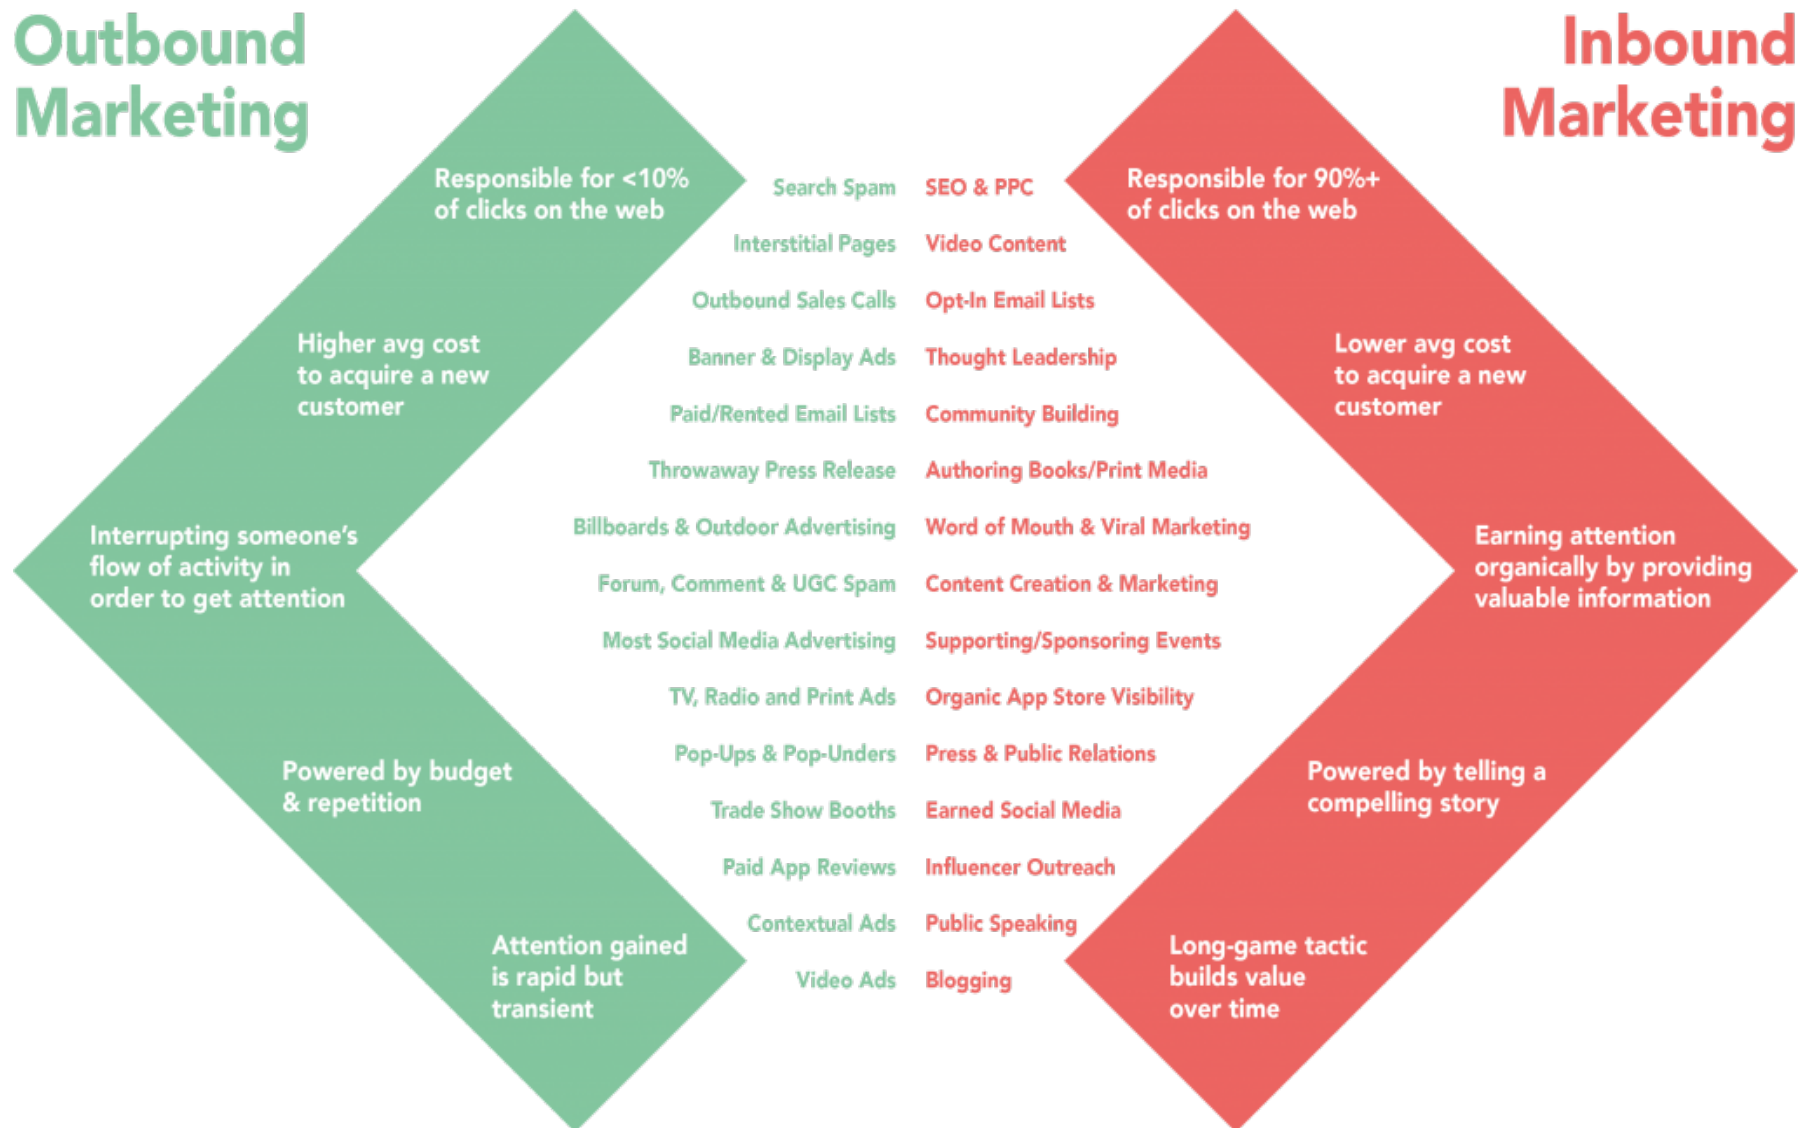 Outbound
Marketing
Responsible for <10%
of clicks on the web
Higher avg cost
to acquire a new
customer
Interrupting someone's
flow of activity in
order to get attention
Powered by budget
& repetition
Attention gained
is rapid but
transient
Search Spam
Interstitial Pages
Outbound Sales Calls
Banner & Display Ads
Paid/Rented Email Lists
Throwaway Press Release
Billboards & Outdoor Advertising
Forum, Comment & UGC Spam
Most Social Media Advertising
TV, Radio and Print Ads
Pop-Ups & Pop-Unders
Trade Show Booths
Paid App Reviews
Contextual Ads
Video Ads
SEO & PPC
Video Content
Opt-In Email Lists
Thought Leadership
Community Building
Authoring Books/Print Media
Word of Mouth & Viral Marketing
Content Creation & Marketing
Supporting/Sponsoring Events
Organic App Store Visibility
Press & Public Relations
Earned Social Media
Influencer Outreach
Public Speaking
Blogging
Inbound
Marketing
Responsible for 90%+
of clicks on the web
Lower avg cost
to acquire a new
customer
Earning attention
organically by providing
valuable information
Powered by telling a
compelling story
Long-game tactic
builds value
over time